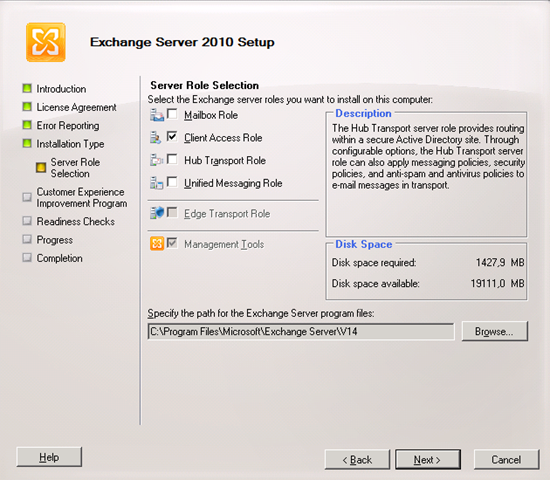 Exchange Server 2010 Setup
Introduction
License Agreement
Error Reporting
Installation Type
Server Role
Selection
Customer Experience
Improvement Program
Readiness Checks
Progress
Completion
Server Role Selection
Select the Exchange server roles you want to install on this computer:
Mailbox Role
Client Access Role
Hub Transport Role
Unified Messaging Role
Edge Transport Role
Management Tools
Description
The Hub Transport server role provides routing
within a secure Active Directory site. Through
configurable options, the Hub Transport server
role can also apply messaging policies, security
policies, and anti-spam and antivirus policies to
e-mail messages in transport.
Disk Space
Disk space required: 1427,9 MB
Disk space available: 19111,0 MB
Specify the path for the Exchange Server program files:
C:\Program Files\Microsoft\Exchange Server\V14
Browse...
Help
< Back
Next >
Cancel